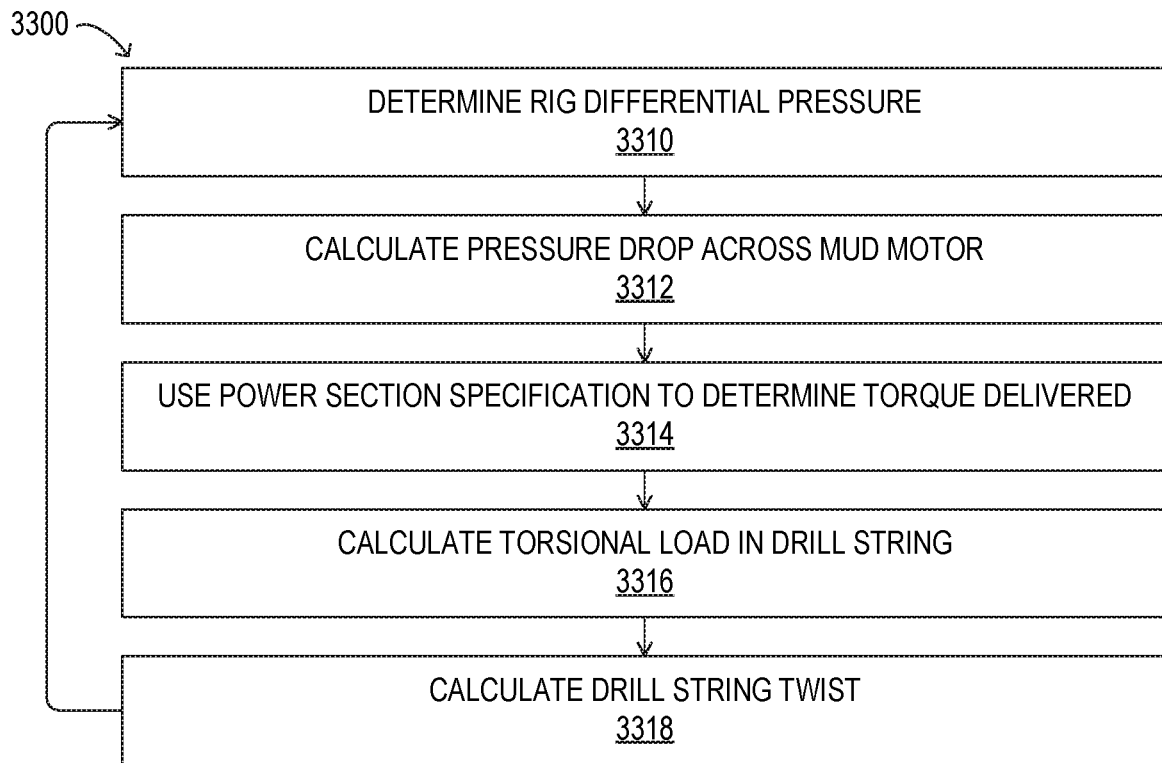 3300
DETERMINE RIG DIFFERENTIAL PRESSURE
3310
CALCULATE PRESSURE DROP ACROSS MUD MOTOR
3312
USE POWER SECTION SPECIFICATION TO DETERMINE TORQUE DELIVERED
3314
CALCULATE TORSIONAL LOAD IN DRILL STRING
3316
CALCULATE DRILL STRING TWIST
3318